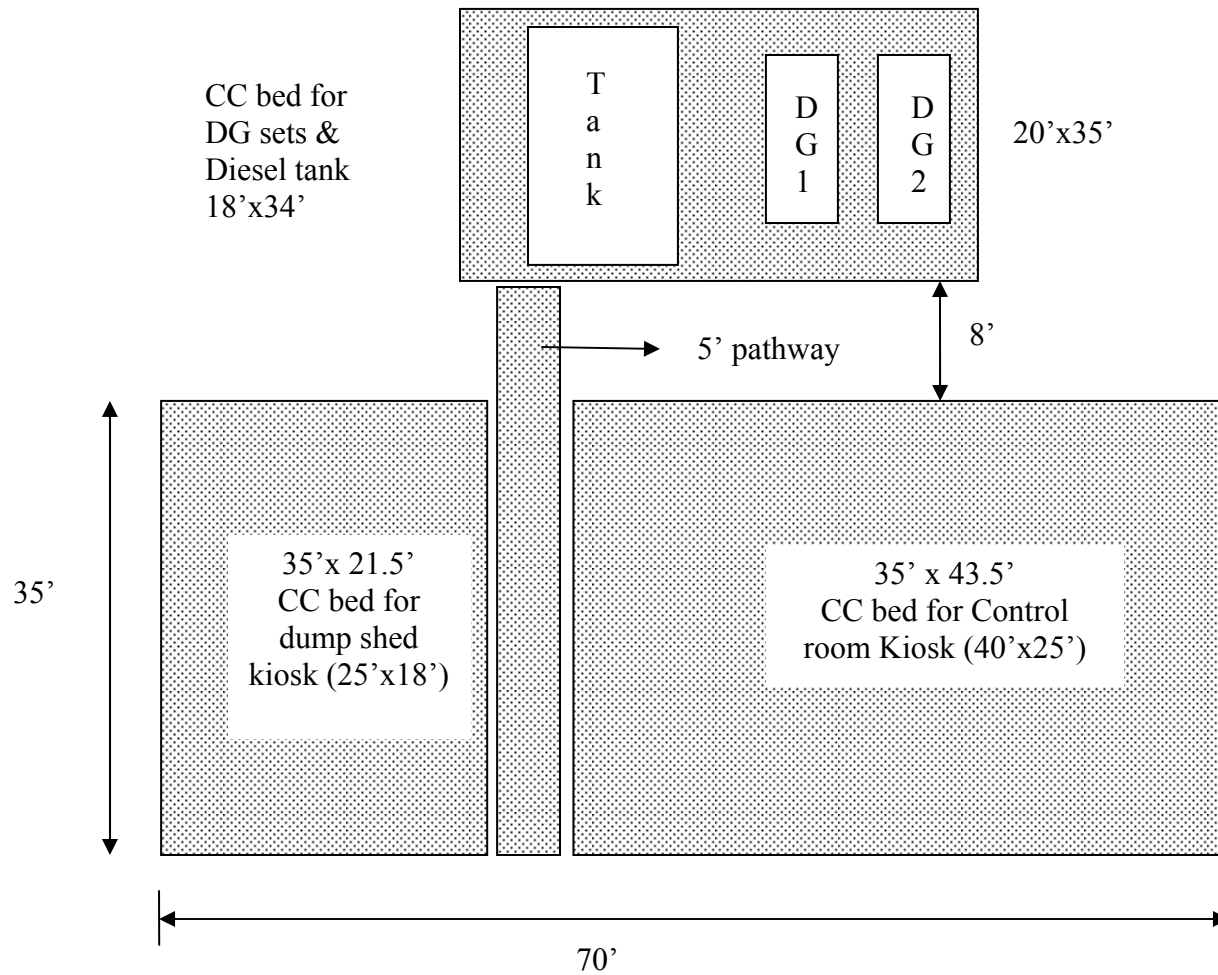 CC bed for
DG sets &
Diesel tank
18’x34’
T
a
n
k
D
G
1
D
G
2
20’x35’
5’ pathway
8’
35’
35’x 21.5’
CC bed for
dump shed
kiosk (25’x18’)
35’ x 43.5’
CC bed for Control
room Kiosk (40’x25’)
70’